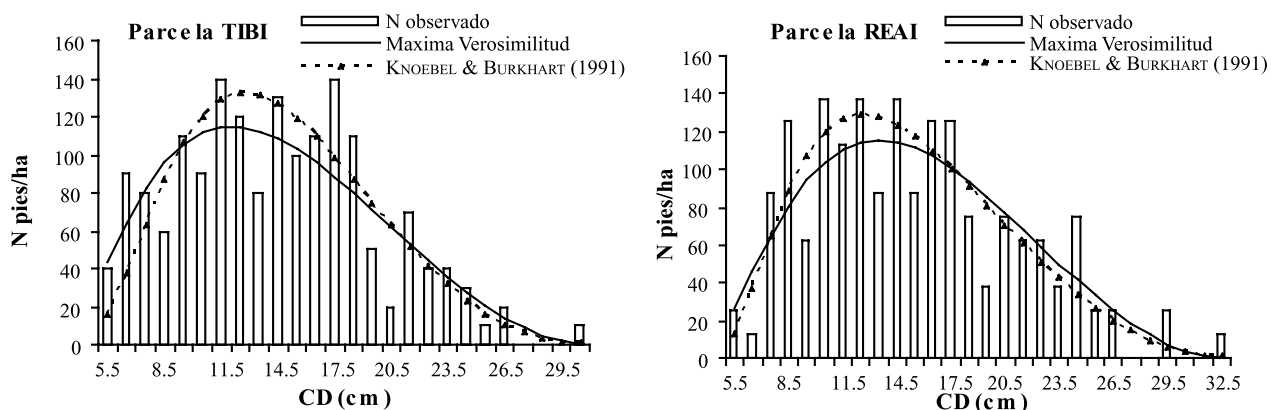 Parcela TIBI
N observado
Maxima Verosimilitud
KNOEBEL & BURKHART (1991)
N pies/ha
160
140
120
100
80
60
40
20
0
5.5 8.5 11.5 14.5 17.5 20.5 23.5 26.5 29.5
CD (cm)
Parcela REAI
N observado
Maxima Verosimilitud
KNOEBEL & BURKHART (1991)
N pies/ha
160
140
120
100
80
60
40
20
0
5.5 8.5 11.5 14.5 17.5 20.5 23.5 26.5 29.5 32.5
CD (cm)